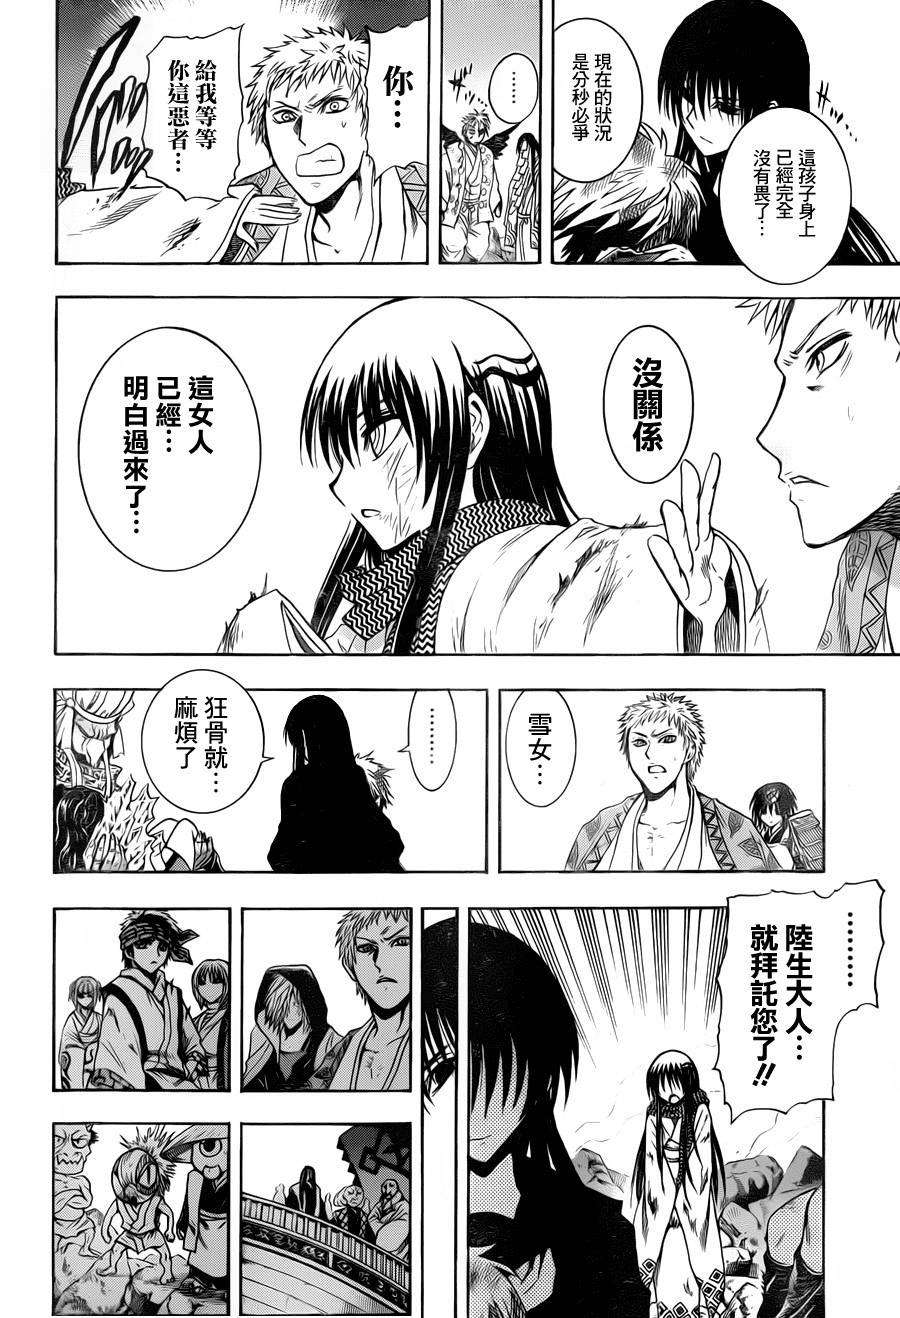 這孩子身上
已經完全
沒有畏了…
現在的狀況
是分秒必爭
……
你…
給我等等
你這惡者…
沒關係
這女人
已經…
明白過來了…
雪女…
……
狂骨就…
麻煩了
………
陸生大人…
就拜託您了!!